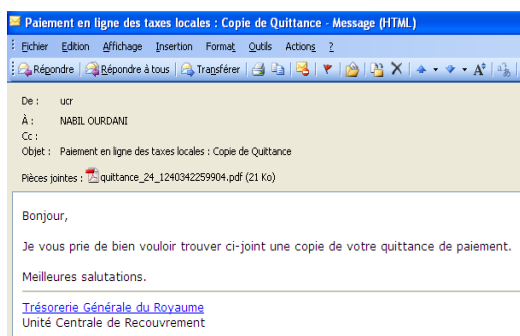 Paiement en ligne des taxes locales : Copie de Quittance - Message (HTML)
Fichier Edition Affichage Insertion Format Outils Actions ?
Répondre Répondre à tous Transférer
De : ucr
À : NABIL OURDANI
Cc :
Objet : Paiement en ligne des taxes locales : Copie de Quittance
Pièces jointes : quittance_24_1240342259904.pdf (21 Ko)
Bonjour,
Je vous prie de bien vouloir trouver ci-joint une copie de votre quittance de paiement.
Meilleures salutations.
Trésorerie Générale du Royaume
Unité Centrale de Recouvrement